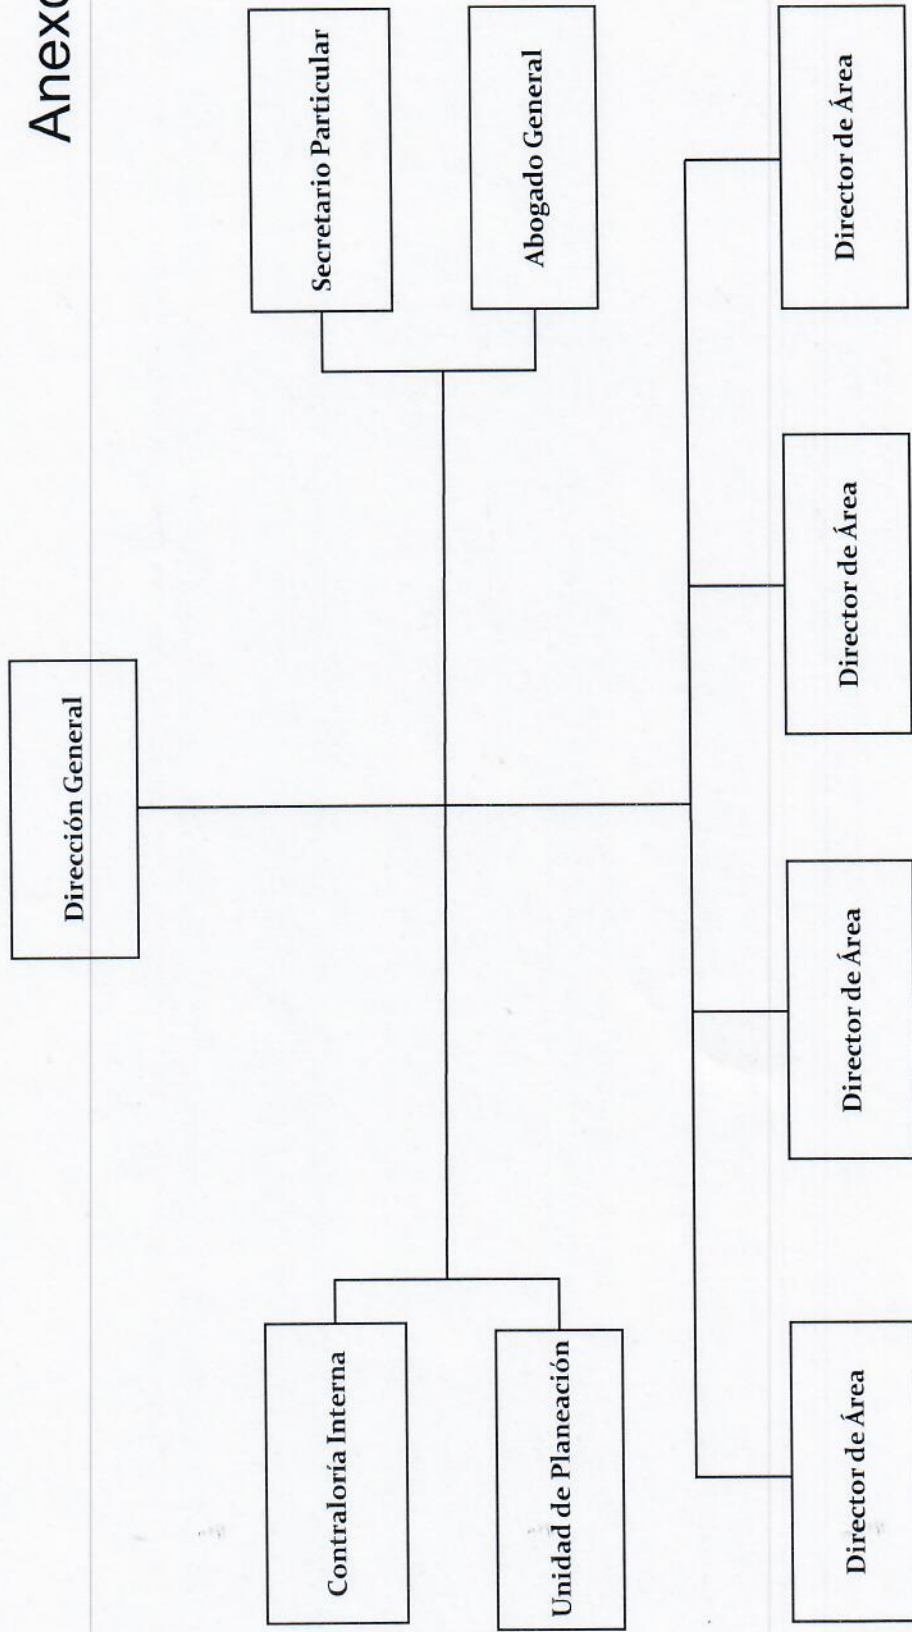 Anexo
Dirección General
Contraloría Interna
Secretario Particular
Unidad de Planeación
Abogado General
Director de Área
Director de Área
Director de Área
Director de Área